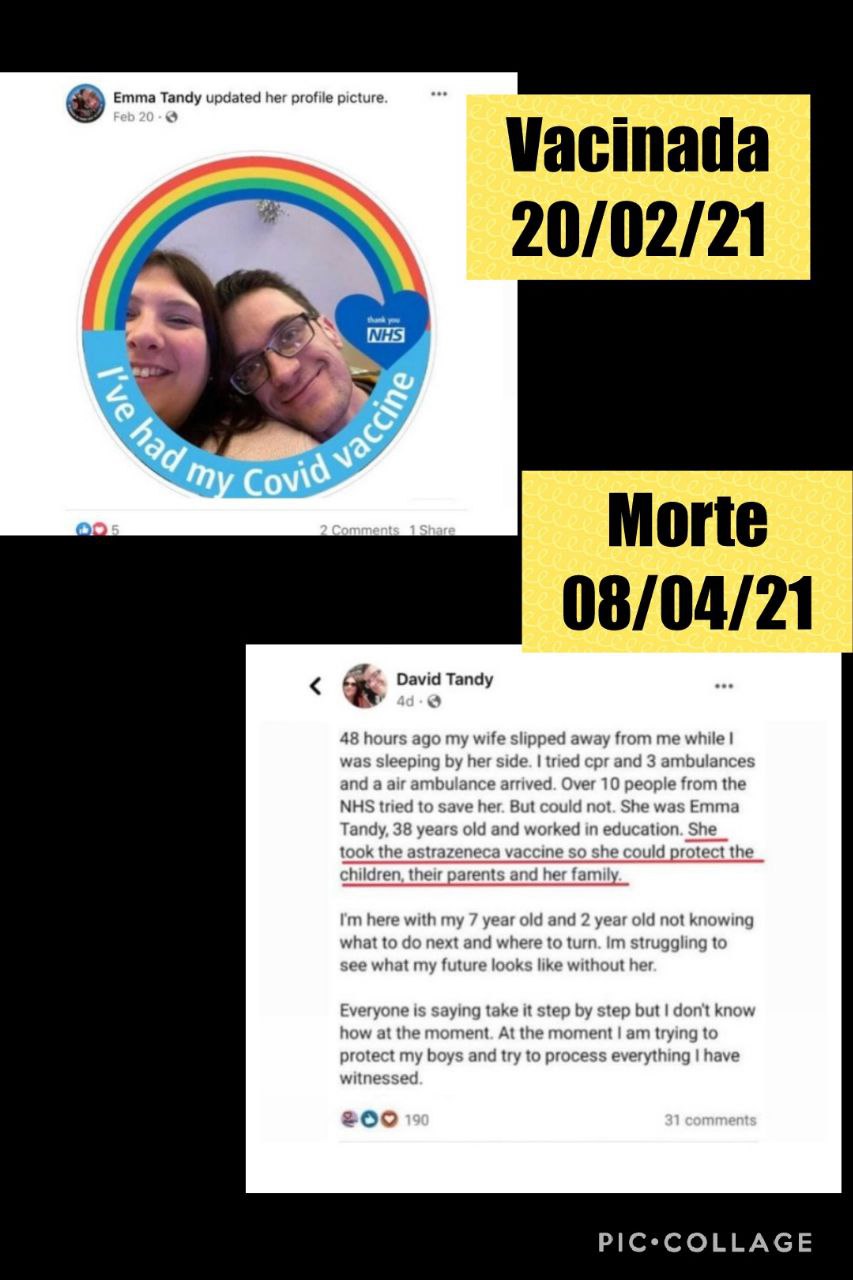 Emma Tandy updated her profile picture.
Feb 20 ·
Vacinada
20/02/21
thank you
NHS
I've had my Covid vaccine
5
2 Comments 1 Share
Morte
08/04/21
David Tandy
4d ·
48 hours ago my wife slipped away from me while I
was sleeping by her side. I tried cpr and 3 ambulances
and a air ambulance arrived. Over 10 people from the
NHS tried to save her. But could not. She was Emma
Tandy, 38 years old and worked in education. She
took the astrazeneca vaccine so she could protect the
children, their parents and her family.
I'm here with my 7 year old and 2 year old not knowing
what to do next and where to turn. Im struggling to
see what my future looks like without her.
Everyone is saying take it step by step but I don't know
how at the moment. At the moment I am trying to
protect my boys and try to process everything I have
witnessed.
190
31 comments
PIC•COLLAGE